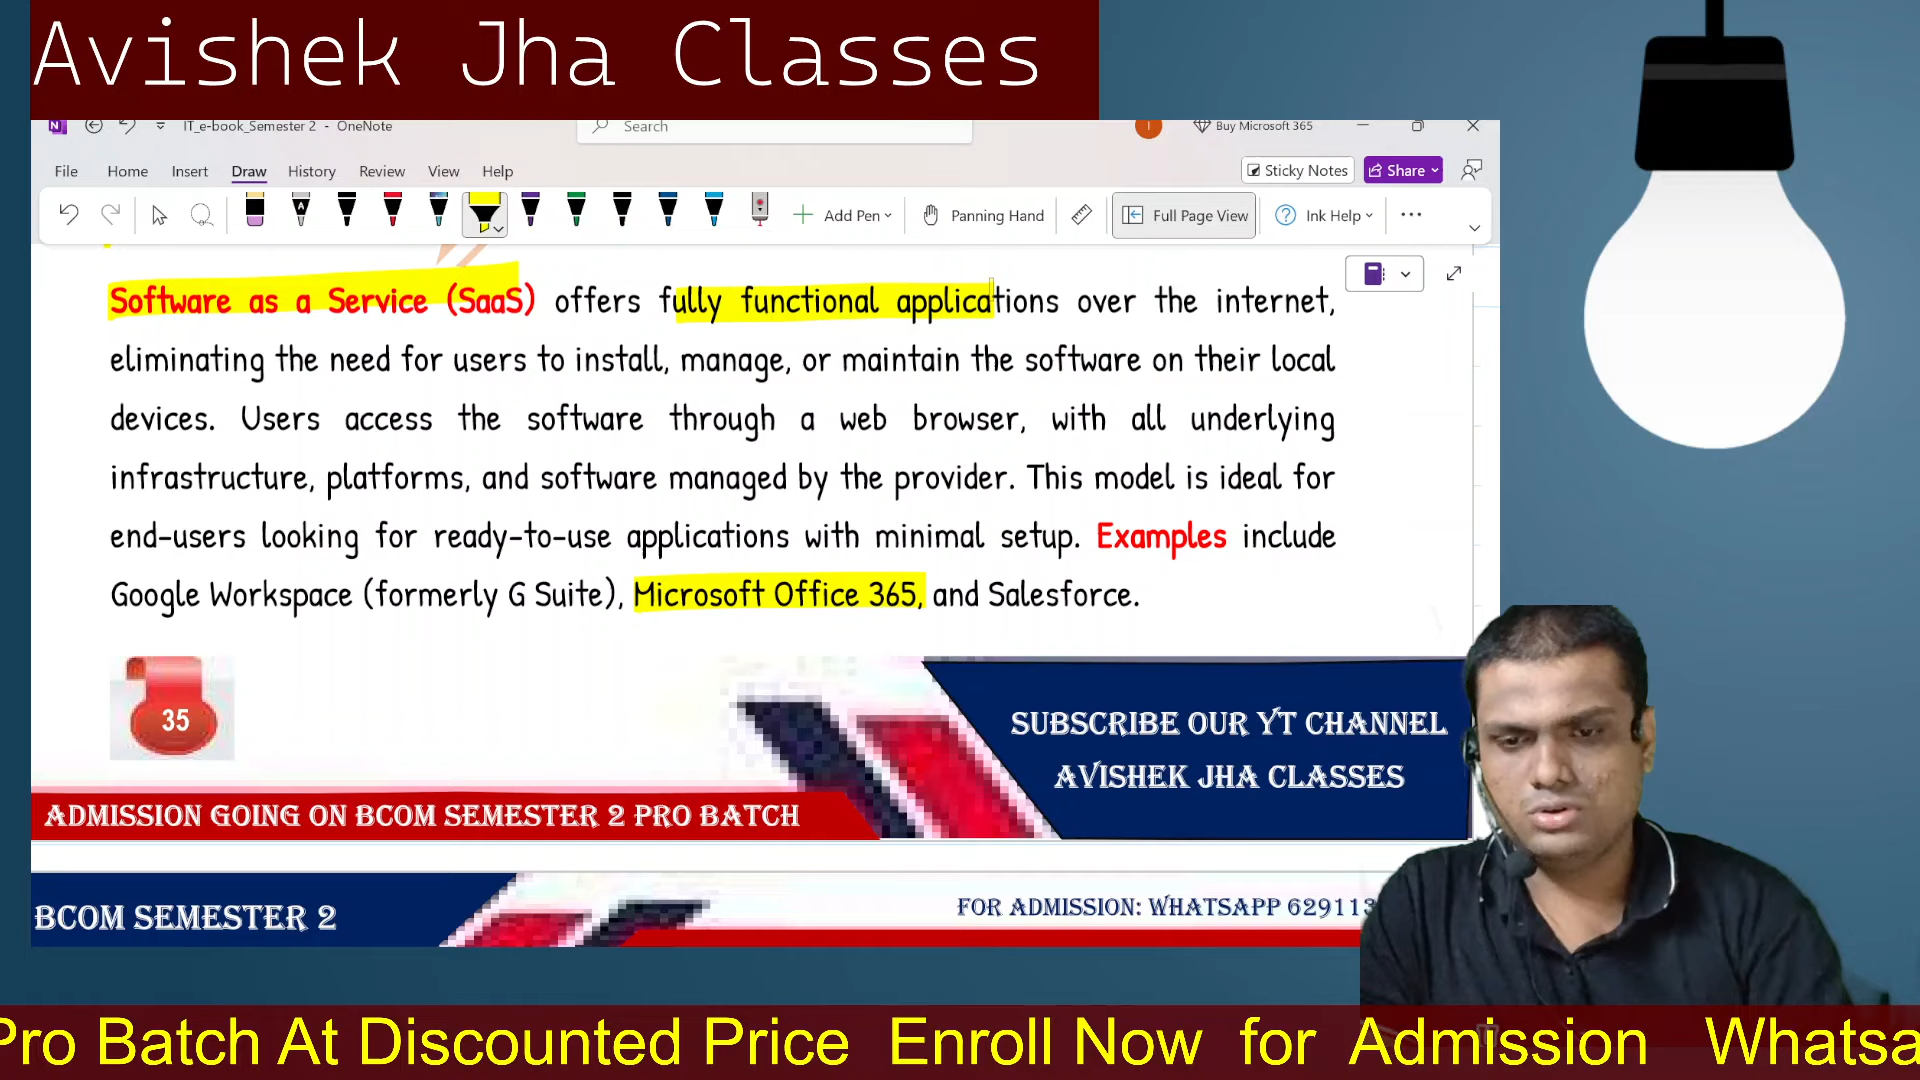 Avishek Jha Classes
IT_e-book_Semester 2 - OneNote
Search
Buy Microsoft 365
File Home Insert Draw History Review View Help
Sticky Notes
Share
Add Pen
Panning Hand
Full Page View
Ink Help
Software as a Service (SaaS) offers fully functional applications over the internet,
eliminating the need for users to install, manage, or maintain the software on their local
devices. Users access the software through a web browser, with all underlying
infrastructure, platforms, and software managed by the provider. This model is ideal for
end-users looking for ready-to-use applications with minimal setup. Examples include
Google Workspace (formerly G Suite), Microsoft Office 365, and Salesforce.
35
SUBSCRIBE OUR YT CHANNEL
AVISHEK JHA CLASSES
ADMISSION GOING ON BCOM SEMESTER 2 PRO BATCH
BCOM SEMESTER 2
FOR ADMISSION: WHATSAPP 629113
Pro Batch At Discounted Price Enroll Now for Admission Whatsa